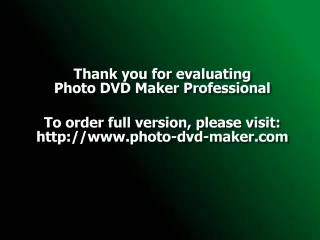 Thank you for evaluating
Photo DVD Maker Professional
To order full version, please visit:
http://www.photo-dvd-maker.com